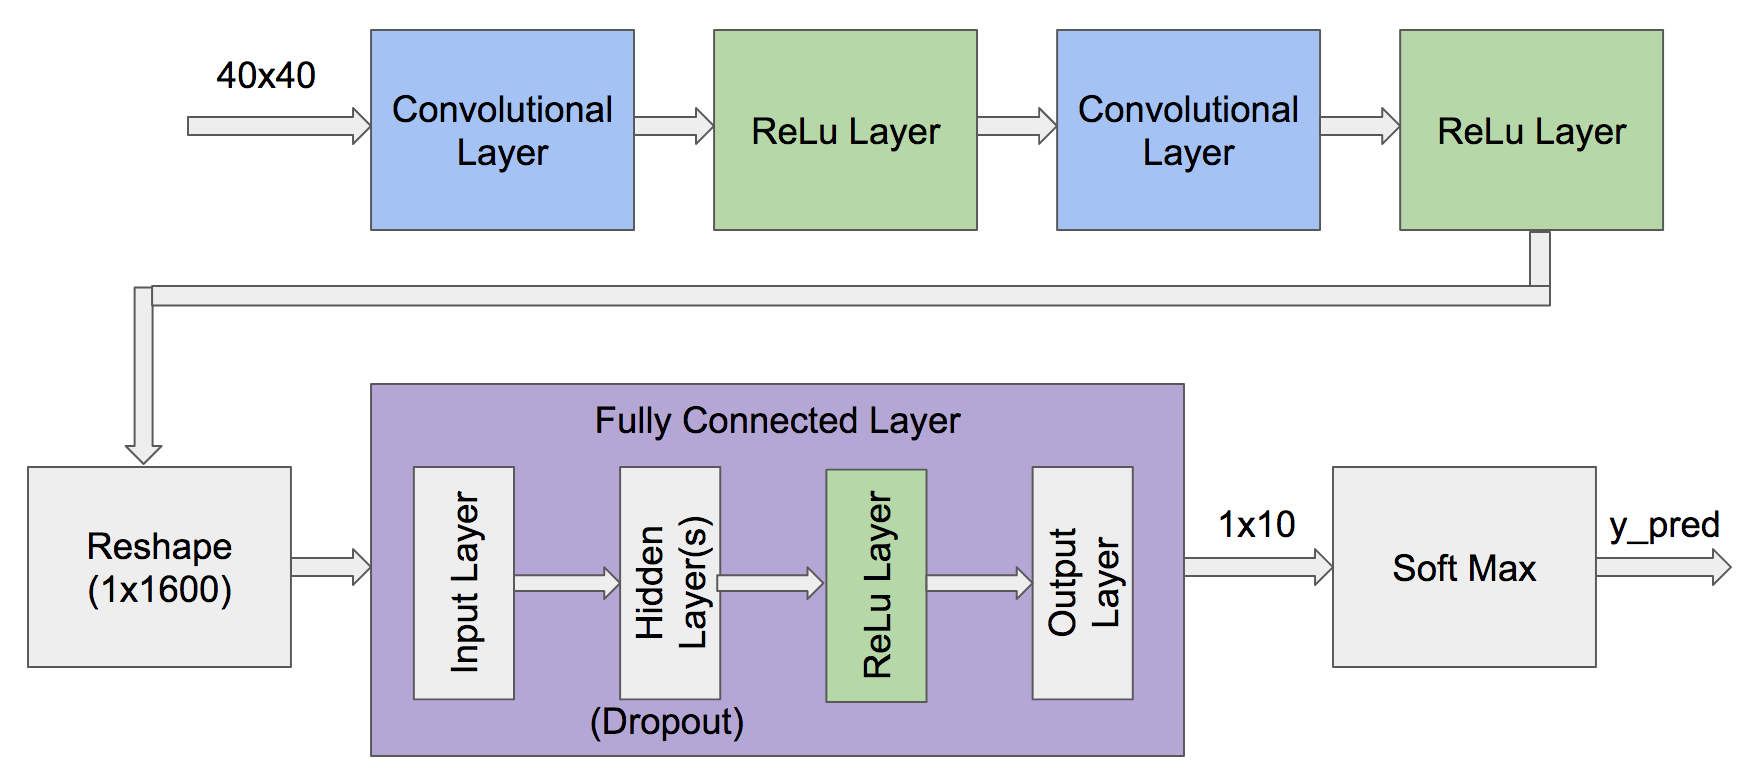 40x40
Convolutional
Layer
ReLu Layer
Convolutional
Layer
ReLu Layer
Reshape
(1x1600)
Fully Connected Layer
Input Layer
Hidden
Layer(s)
(Dropout)
ReLu Layer
Output
Layer
1x10
Soft Max
y_pred